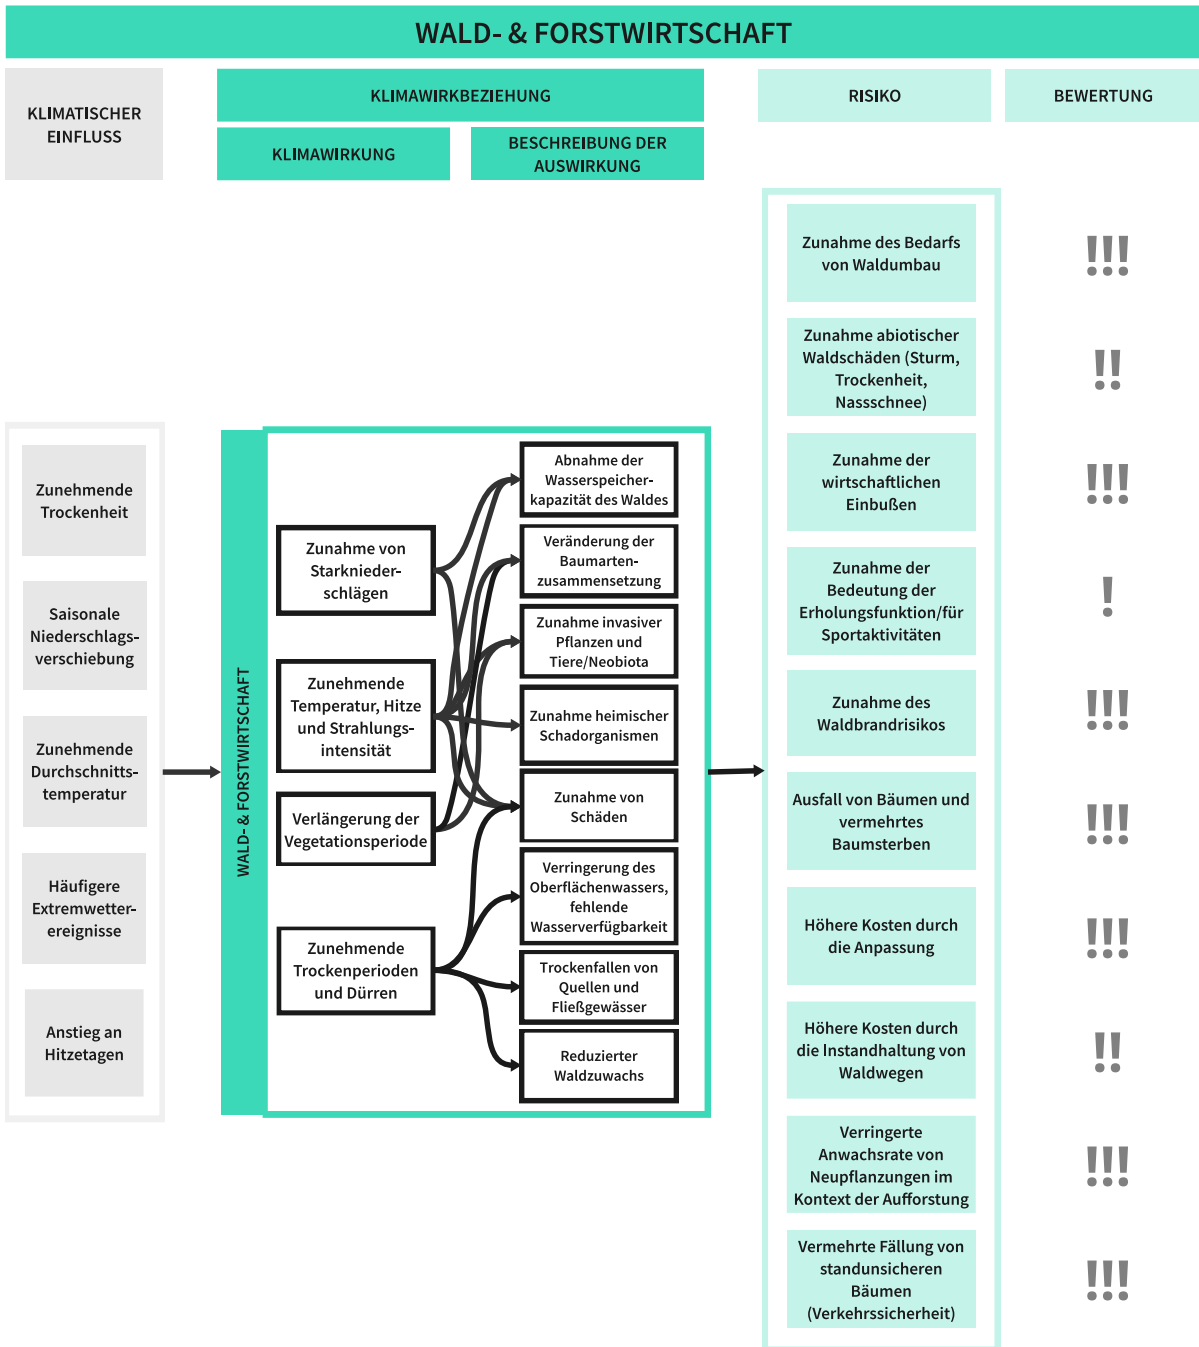 WALD- & FORSTWIRTSCHAFT
KLIMATISCHER
EINFLUSS
KLIMAWIRKBEZIEHUNG
KLIMAWIRKUNG
BESCHREIBUNG DER
AUSWIRKUNG
RISIKO
BEWERTUNG
Zunehmende
Trockenheit
Saisonale
Niederschlags-
verschiebung
Zunehmende
Durchschnitts-
temperatur
Häufigere
Extremwetter-
ereignisse
Anstieg an
Hitzetagen
WALD- & FORSTWIRTSCHAFT
Zunahme von
Starknieder-
schlägen
Zunehmende
Temperatur, Hitze
und Strahlungs-
intensität
Verlängerung der
Vegetationsperiode
Zunehmende
Trockenperioden
und Dürren
Abnahme der
Wasserspeicher-
kapazität des Waldes
Veränderung der
Baumarten-
zusammensetzung
Zunahme invasiver
Pflanzen und
Tiere/Neobiota
Zunahme heimischer
Schadorganismen
Zunahme von
Schäden
Verringerung des
Oberflächenwassers,
fehlende
Wasserverfügbarkeit
Trockenfallen von
Quellen und
Fließgewässer
Reduzierter
Waldzuwachs
Zunahme des Bedarfs
von Waldumbau
!!!
Zunahme abiotischer
Waldschäden (Sturm,
Trockenheit,
Nassschnee)
!!
Zunahme der
wirtschaftlichen
Einbußen
!!!
Zunahme der
Bedeutung der
Erholungsfunktion/für
Sportaktivitäten
!
Zunahme des
Waldbrandrisikos
!!!
Ausfall von Bäumen und
vermehrtes
Baumsterben
!!!
Höhere Kosten durch
die Anpassung
!!!
Höhere Kosten durch
die Instandhaltung von
Waldwegen
!!
Verringerte
Anwachsrate von
Neupflanzungen im
Kontext der Aufforstung
!!!
Vermehrte Fällung von
standunsicheren
Bäumen
(Verkehrssicherheit)
!!!